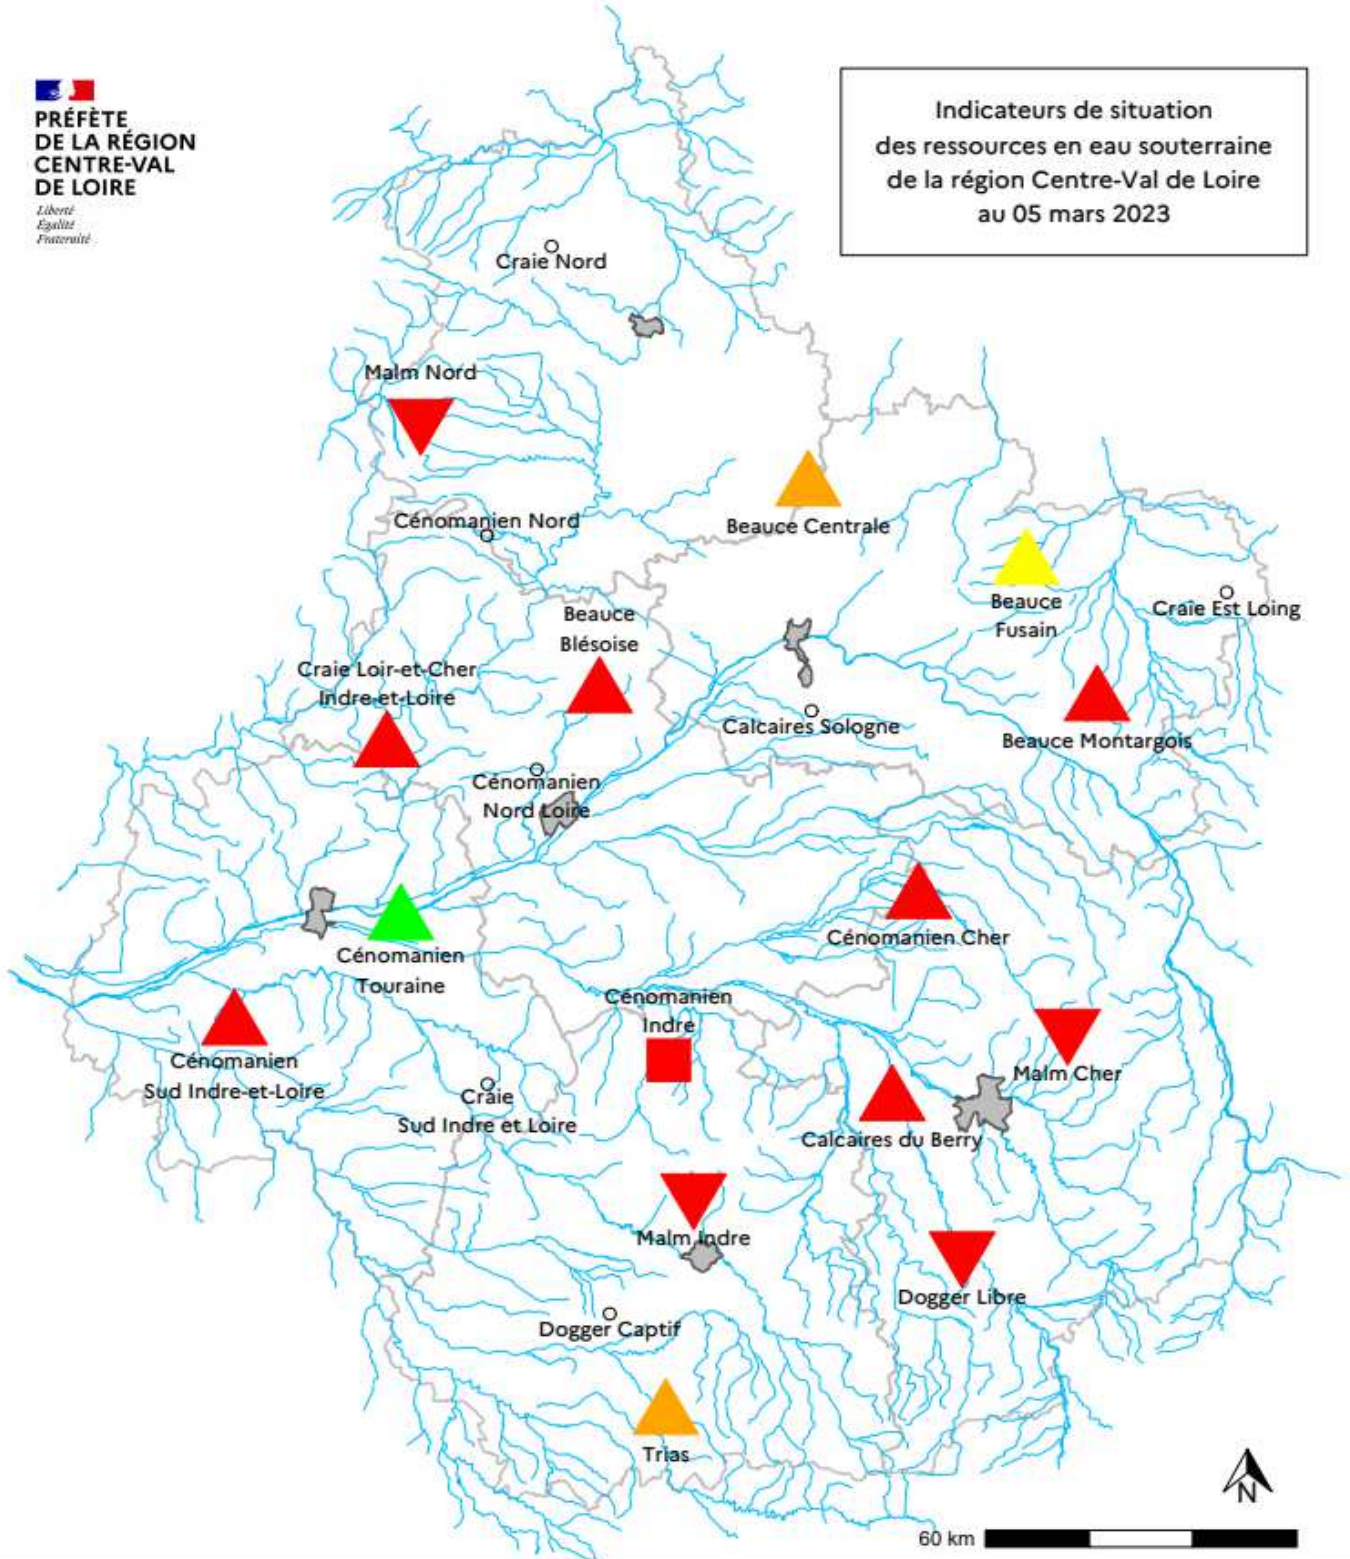 PRÉFÈTE
DE LA RÉGION
CENTRE-VAL
DE LOIRE
Liberté
Égalité
Fraternité
Indicateurs de situation
des ressources en eau souterraine
de la région Centre-Val de Loire
au 05 mars 2023
Craie Nord
Malm Nord
Cénomanien Nord
Beauce Centrale
Beauce
Fusain
Craie Est Loing
Beauce
Blésoise
Craie Loir-et-Cher
Indre-et-Loire
Calcaires Sologne
Beauce Montargois
Cénomanien
Nord Loire
Cénomanien Cher
Cénomanien
Touraine
Cénomanien
Indre
Cénomanien
Sud Indre-et-Loire
Malm Cher
Craie
Sud Indre et Loire
Calcaires du Berry
Malm Indre
Dogger Libre
Dogger Captif
Trias
N
60 km